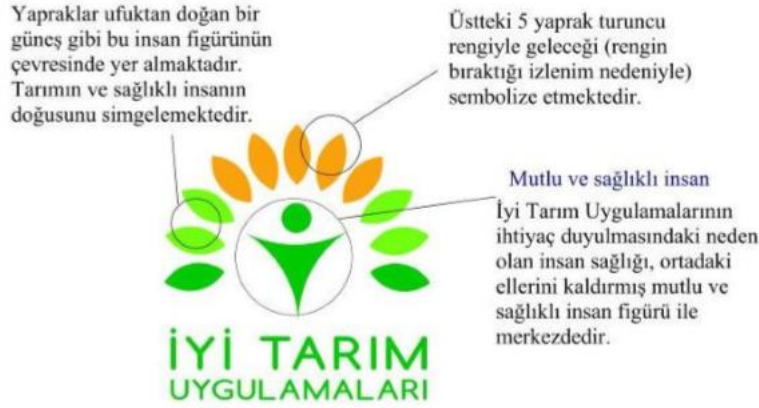 Yapraklar ufuktan doğan bir
güneş gibi bu insan figürünün
çevresinde yer almaktadır.
Tarımın ve sağlıklı insanın
doğusunu simgelemektedir.
Üstteki 5 yaprak turuncu
rengiyle geleceği (rengin
bıraktığı izlenim nedeniyle)
sembolize etmektedir.
Mutlu ve sağlıklı insan
İyi Tarım Uygulamalarının
ihtiyaç duyulmasındaki neden
olan insan sağlığı, ortadaki
ellerini kaldırmış mutlu ve
sağlıklı insan figürü ile
merkezdedir.
İYİ TARIM
UYGULAMALARI